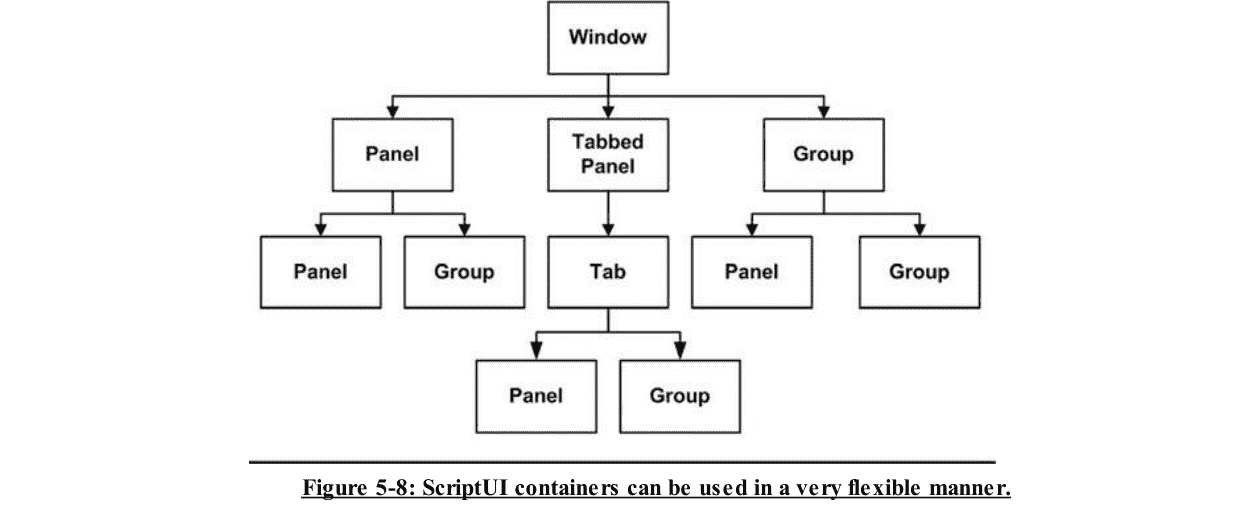 Window
Panel
Tabbed
Panel
Group
Panel
Group
Tab
Panel
Group
Panel
Group
Figure 5-8: ScriptUI containers can be used in a very flexible manner.